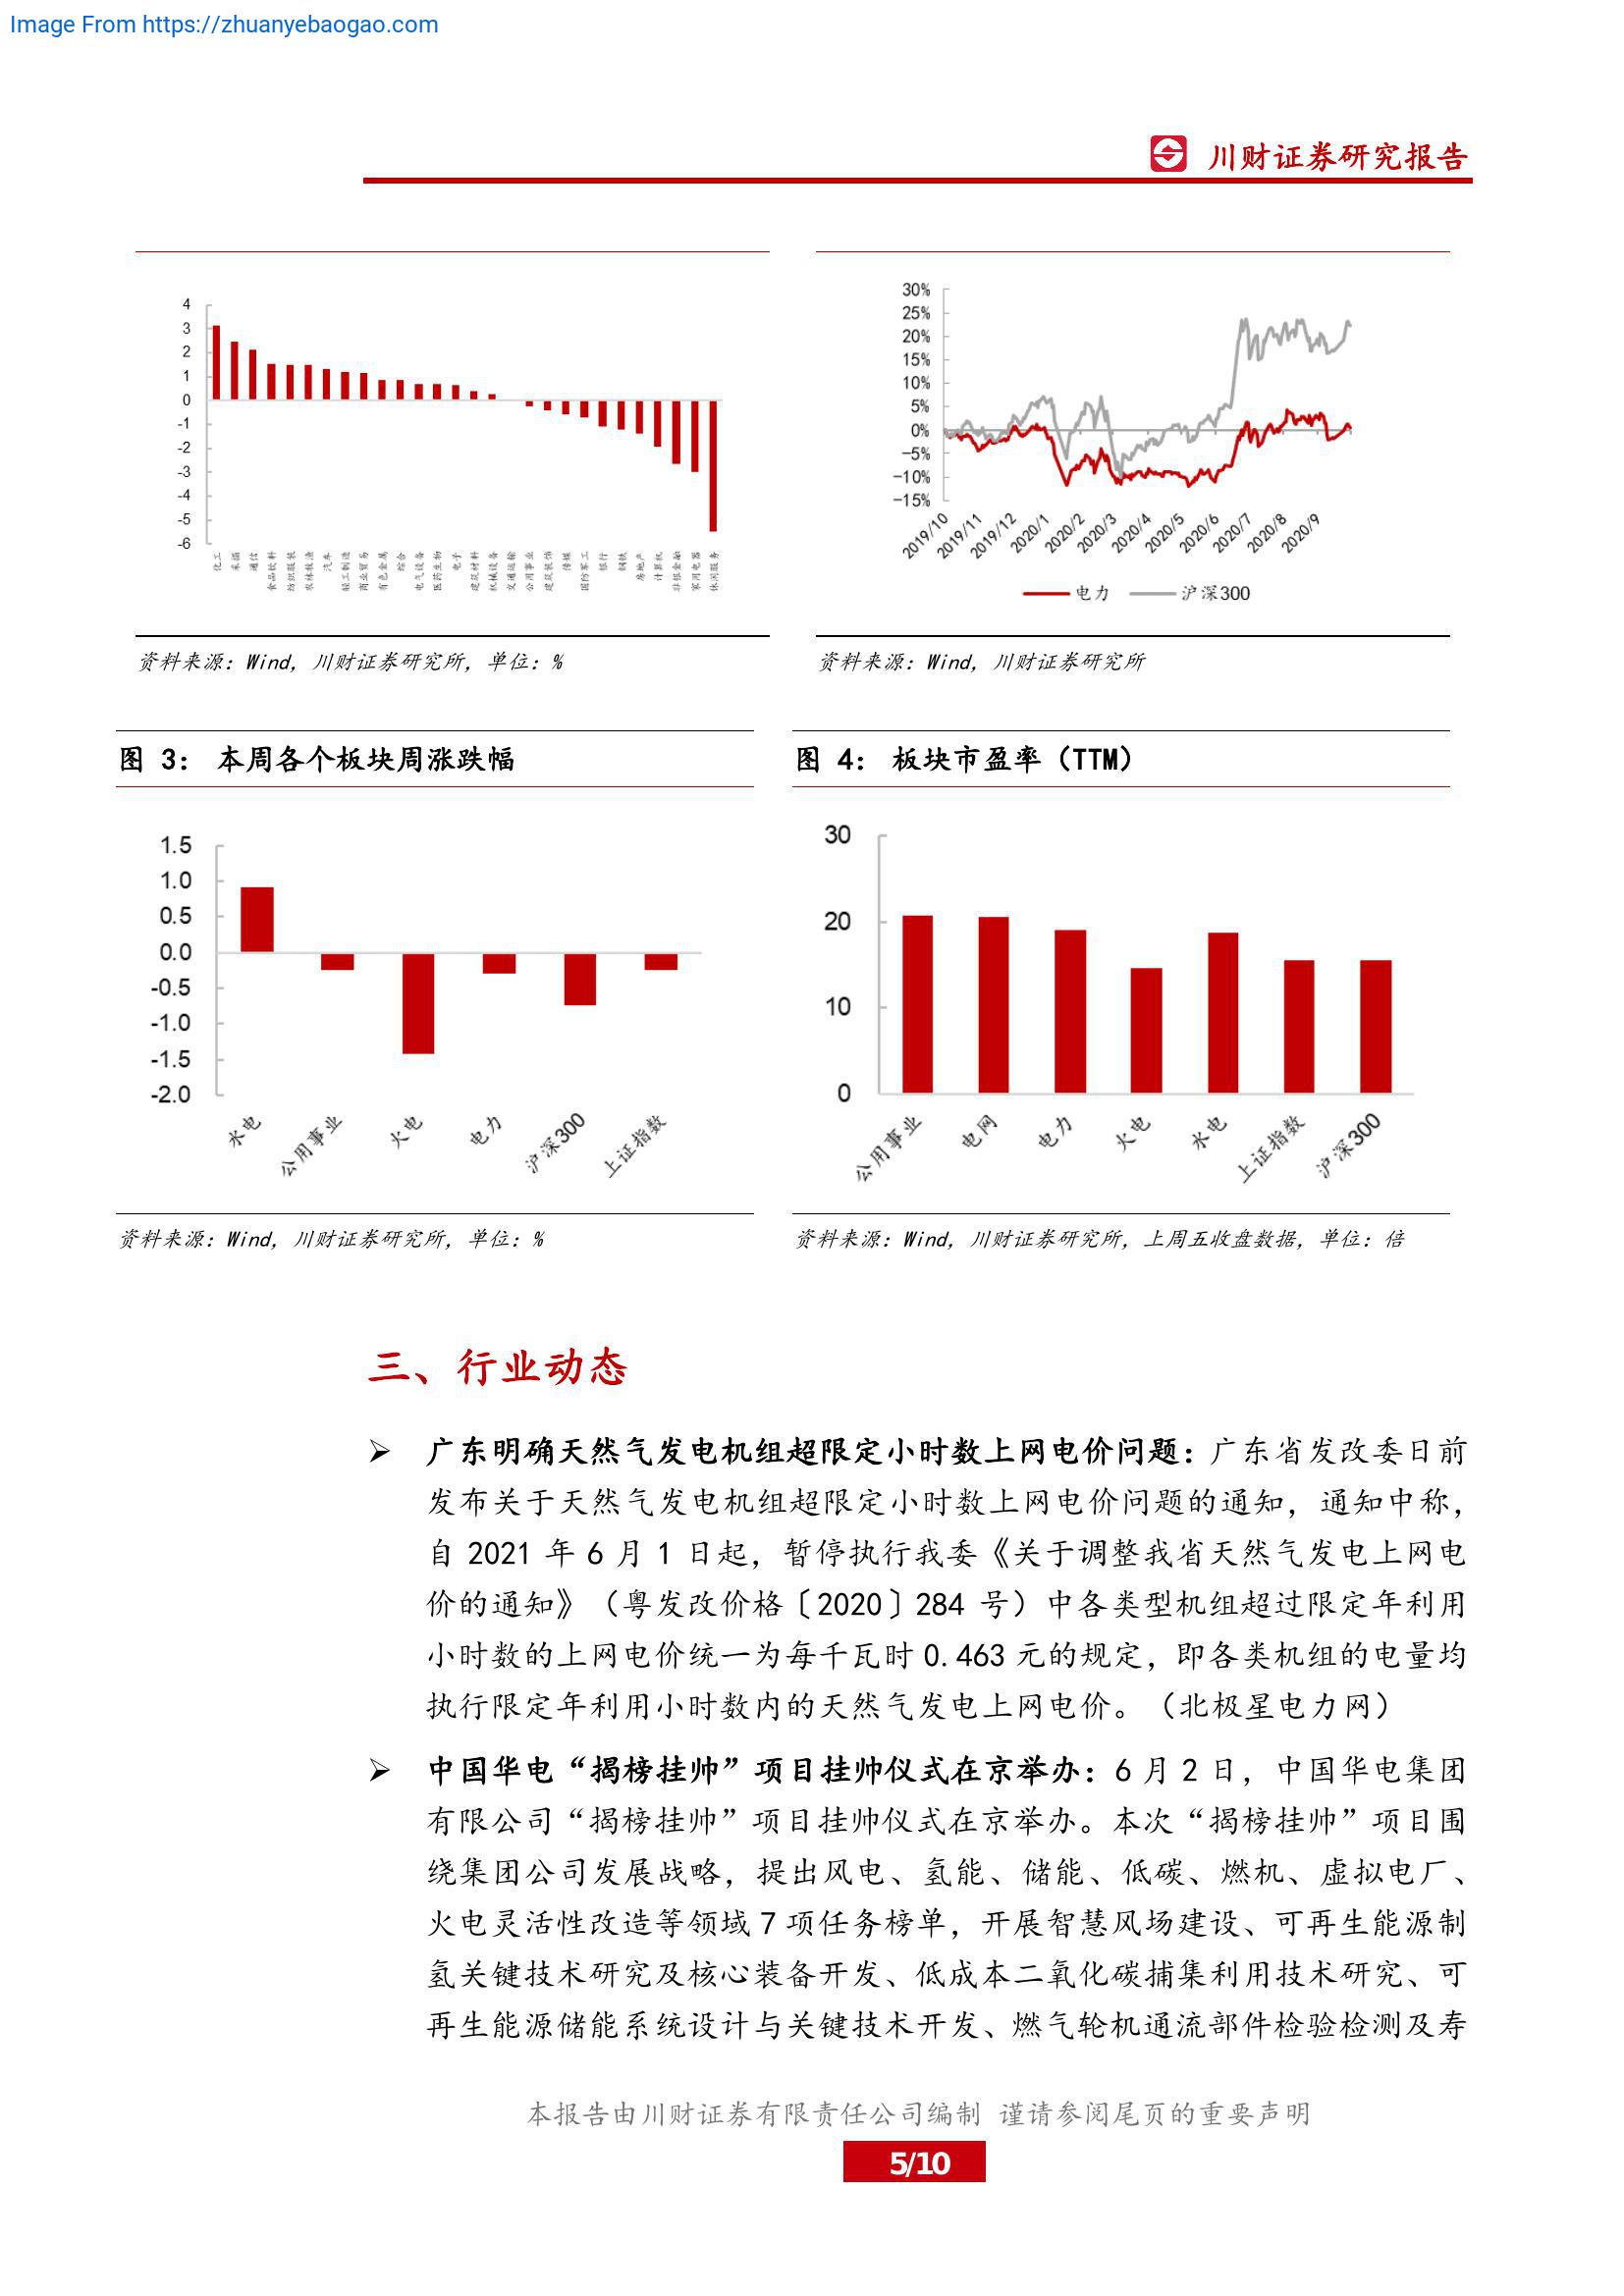 Image From https://zhuanyebaogao.com
川财证券研究报告
4
3
2
1
0
-1
-2
-3
-4
-5
-6
化工
采掘
通信
食品饮料
纺织服装
农林牧渔
汽车
轻工制造
商业贸易
有色金属
综合
电气设备
医药生物
电子
建筑材料
机械设备
交通运输
公用事业
建筑装饰
传媒
国防军工
银行
钢铁
房地产
计算机
非银金融
家用电器
休闲服务
资料来源：Wind，川财证券研究所，单位：%
30%
25%
20%
15%
10%
5%
0%
-5%
-10%
-15%
2019/10
2019/11
2019/12
2020/1
2020/2
2020/3
2020/4
2020/5
2020/6
2020/7
2020/8
2020/9
电力
沪深300
资料来源：Wind，川财证券研究所
图 3： 本周各个板块周涨跌幅
1.5
1.0
0.5
0.0
-0.5
-1.0
-1.5
-2.0
水电
公用事业
火电
电力
沪深300
上证指数
资料来源：Wind，川财证券研究所，单位：%
图 4： 板块市盈率（TTM）
30
20
10
0
公用事业
电网
电力
火电
水电
上证指数
沪深300
资料来源：Wind，川财证券研究所，上周五收盘数据，单位：倍
三、行业动态
➢ 广东明确天然气发电机组超限定小时数上网电价问题：广东省发改委日前
发布关于天然气发电机组超限定小时数上网电价问题的通知，通知中称，
自 2021 年 6 月 1 日起，暂停执行我委《关于调整我省天然气发电上网电
价的通知》（粤发改价格〔2020〕284 号）中各类型机组超过限定年利用
小时数的上网电价统一为每千瓦时 0.463 元的规定，即各类机组的电量均
执行限定年利用小时数内的天然气发电上网电价。（北极星电力网）
➢ 中国华电“揭榜挂帅”项目挂帅仪式在京举办：6 月 2 日，中国华电集团
有限公司“揭榜挂帅”项目挂帅仪式在京举办。本次“揭榜挂帅”项目围
绕集团公司发展战略，提出风电、氢能、储能、低碳、燃机、虚拟电厂、
火电灵活性改造等领域 7 项任务榜单，开展智慧风场建设、可再生能源制
氢关键技术研究及核心装备开发、低成本二氧化碳捕集利用技术研究、可
再生能源储能系统设计与关键技术开发、燃气轮机通流部件检验检测及寿
本报告由川财证券有限责任公司编制 谨请参阅尾页的重要声明
5/10